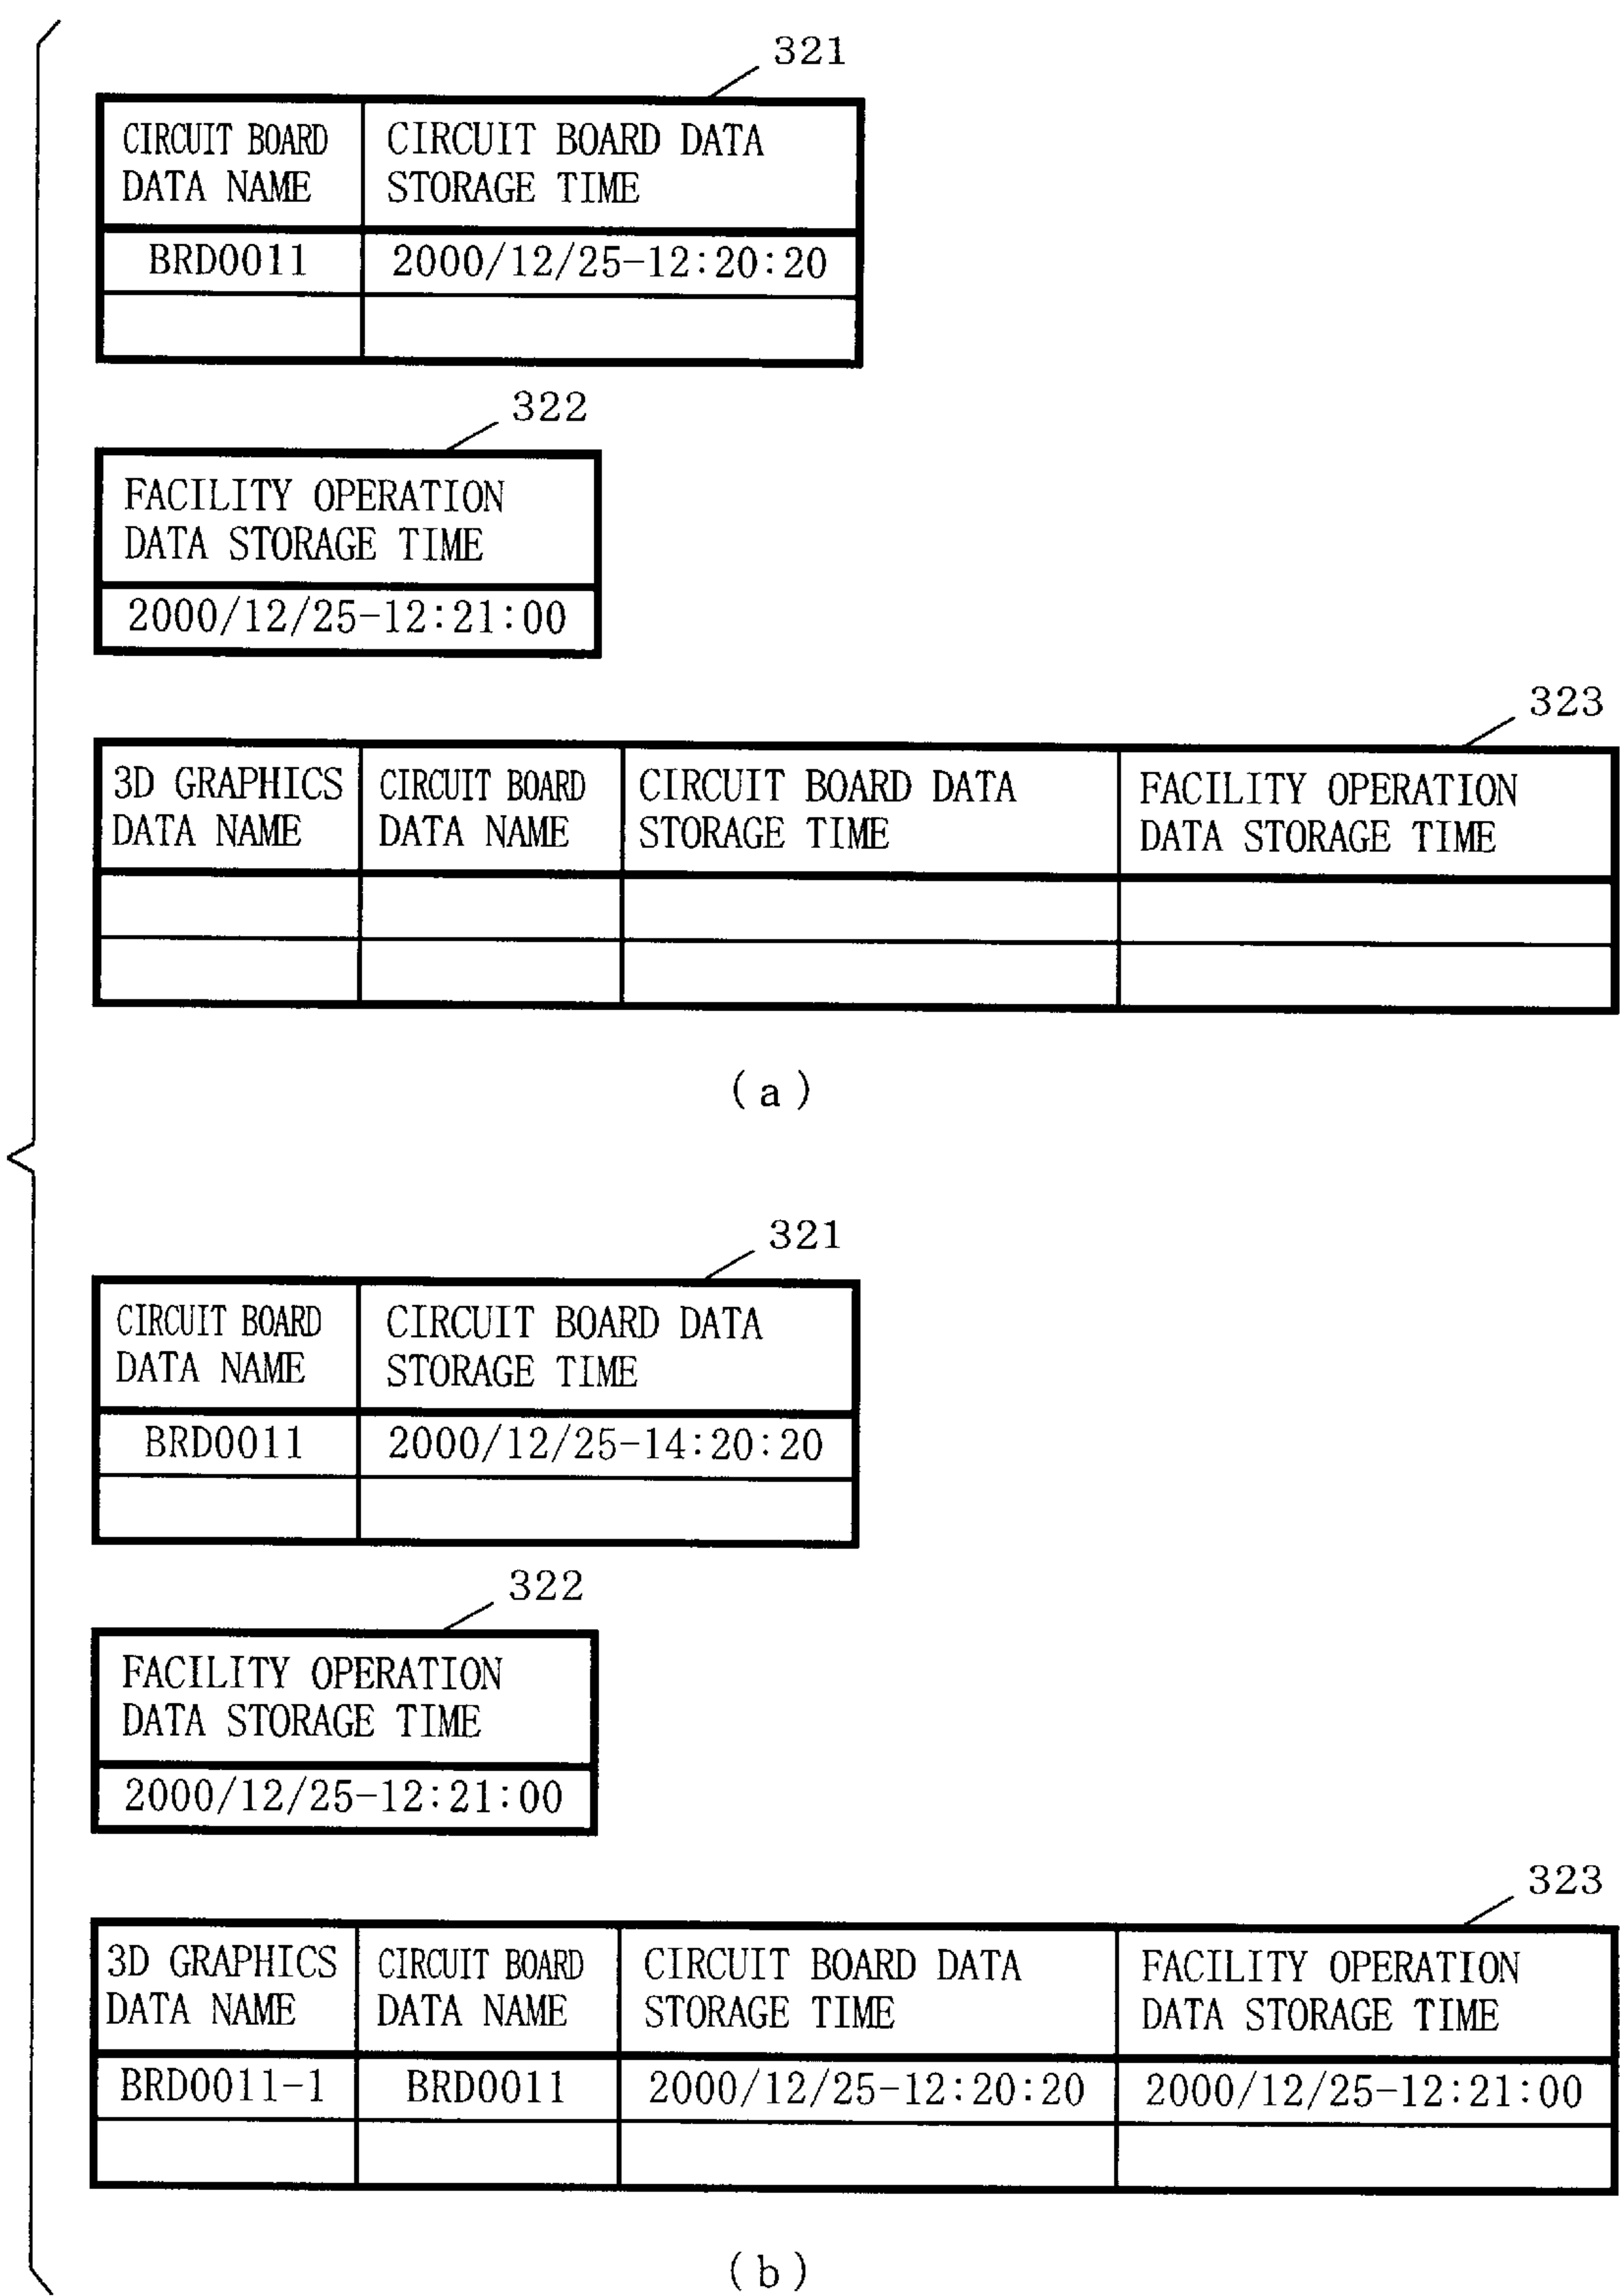 321
CIRCUIT BOARD DATA NAME
CIRCUIT BOARD DATA STORAGE TIME
BRD0011
2000/12/25-12:20:20
322
FACILITY OPERATION
DATA STORAGE TIME
2000/12/25-12:21:00
323
3D GRAPHICS
DATA NAME
CIRCUIT BOARD
DATA NAME
CIRCUIT BOARD DATA
STORAGE TIME
FACILITY OPERATION
DATA STORAGE TIME
(a)
321
CIRCUIT BOARD
DATA NAME
CIRCUIT BOARD DATA
STORAGE TIME
BRD0011
2000/12/25-14:20:20
322
FACILITY OPERATION
DATA STORAGE TIME
2000/12/25-12:21:00
323
3D GRAPHICS
DATA NAME
CIRCUIT BOARD
DATA NAME
CIRCUIT BOARD DATA
STORAGE TIME
FACILITY OPERATION
DATA STORAGE TIME
BRD0011-1
BRD0011
2000/12/25-12:20:20
2000/12/25-12:21:00
(b)